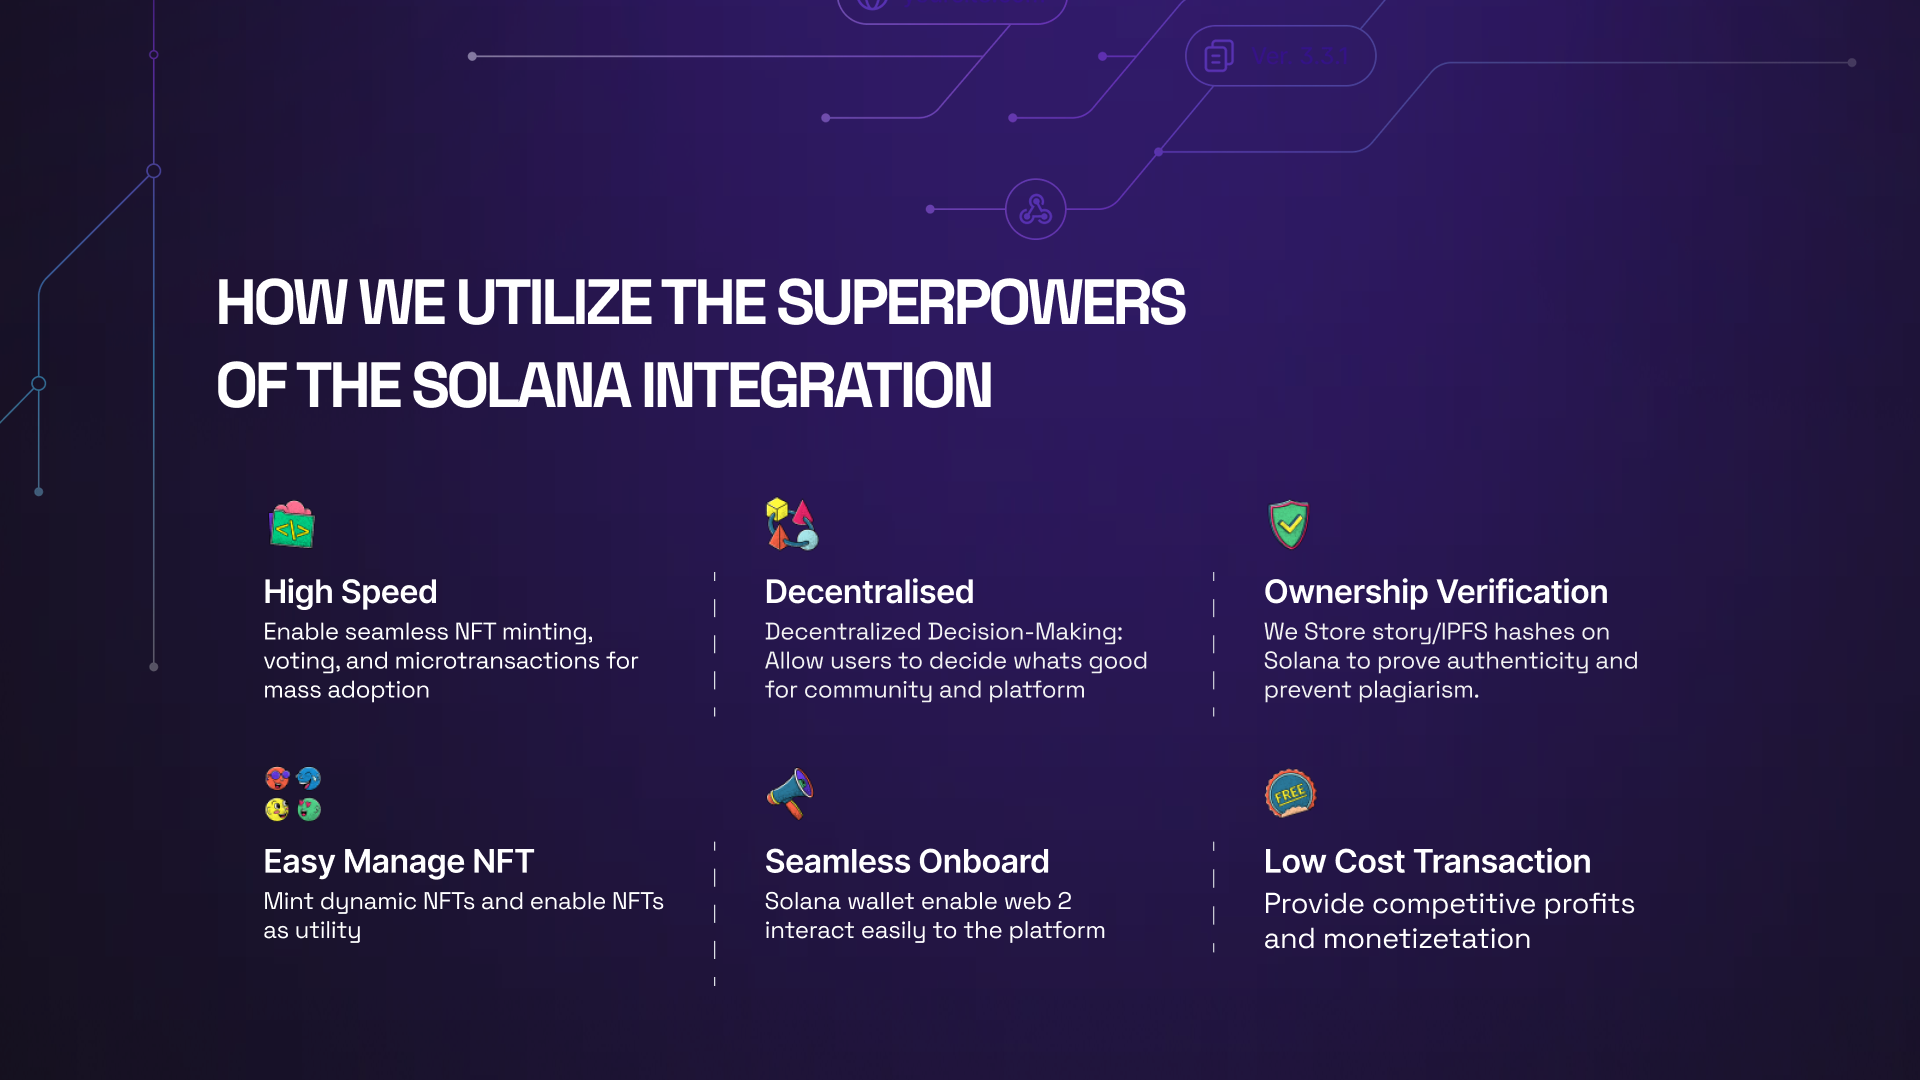 HOW WE UTILIZE THE SUPERPOWERS
OF THE SOLANA INTEGRATION
</>
High Speed
Enable seamless NFT minting,
voting, and microtransactions for
mass adoption
Decentralised
Decentralized Decision-Making:
Allow users to decide whats good
for community and platform
Ownership Verification
We Store story/IPFS hashes on
Solana to prove authenticity and
prevent plagiarism.
Easy Manage NFT
Mint dynamic NFTs and enable NFTs
as utility
Seamless Onboard
Solana wallet enable web 2
interact easily to the platform
FREE
Low Cost Transaction
Provide competitive profits
and monetizetation